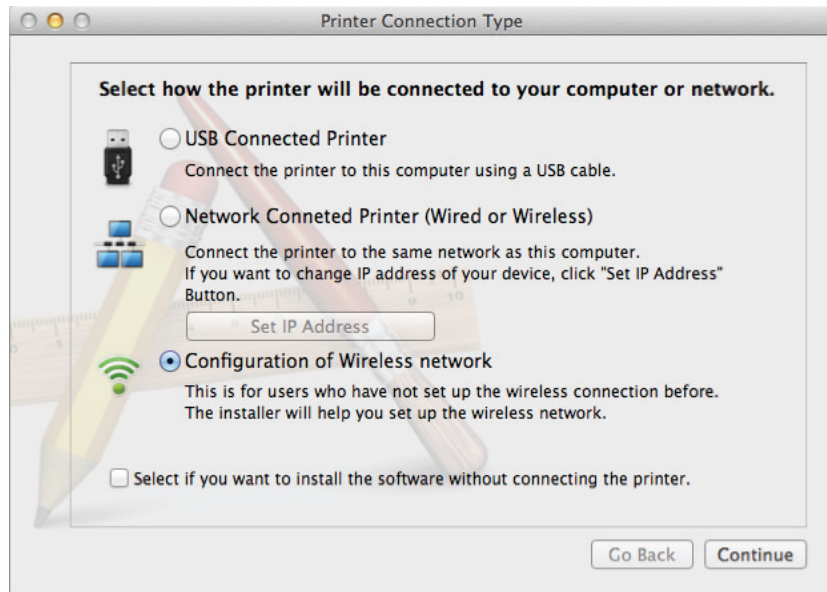 Printer Connection Type
Select how the printer will be connected to your computer or network.
USB Connected Printer
Connect the printer to this computer using a USB cable.
Network Conneted Printer (Wired or Wireless)
Connect the printer to the same network as this computer.
If you want to change IP address of your device, click "Set IP Address"
Button.
Set IP Address
Configuration of Wireless network
This is for users who have not set up the wireless connection before.
The installer will help you set up the wireless network.
Select if you want to install the software without connecting the printer.
Go Back
Continue